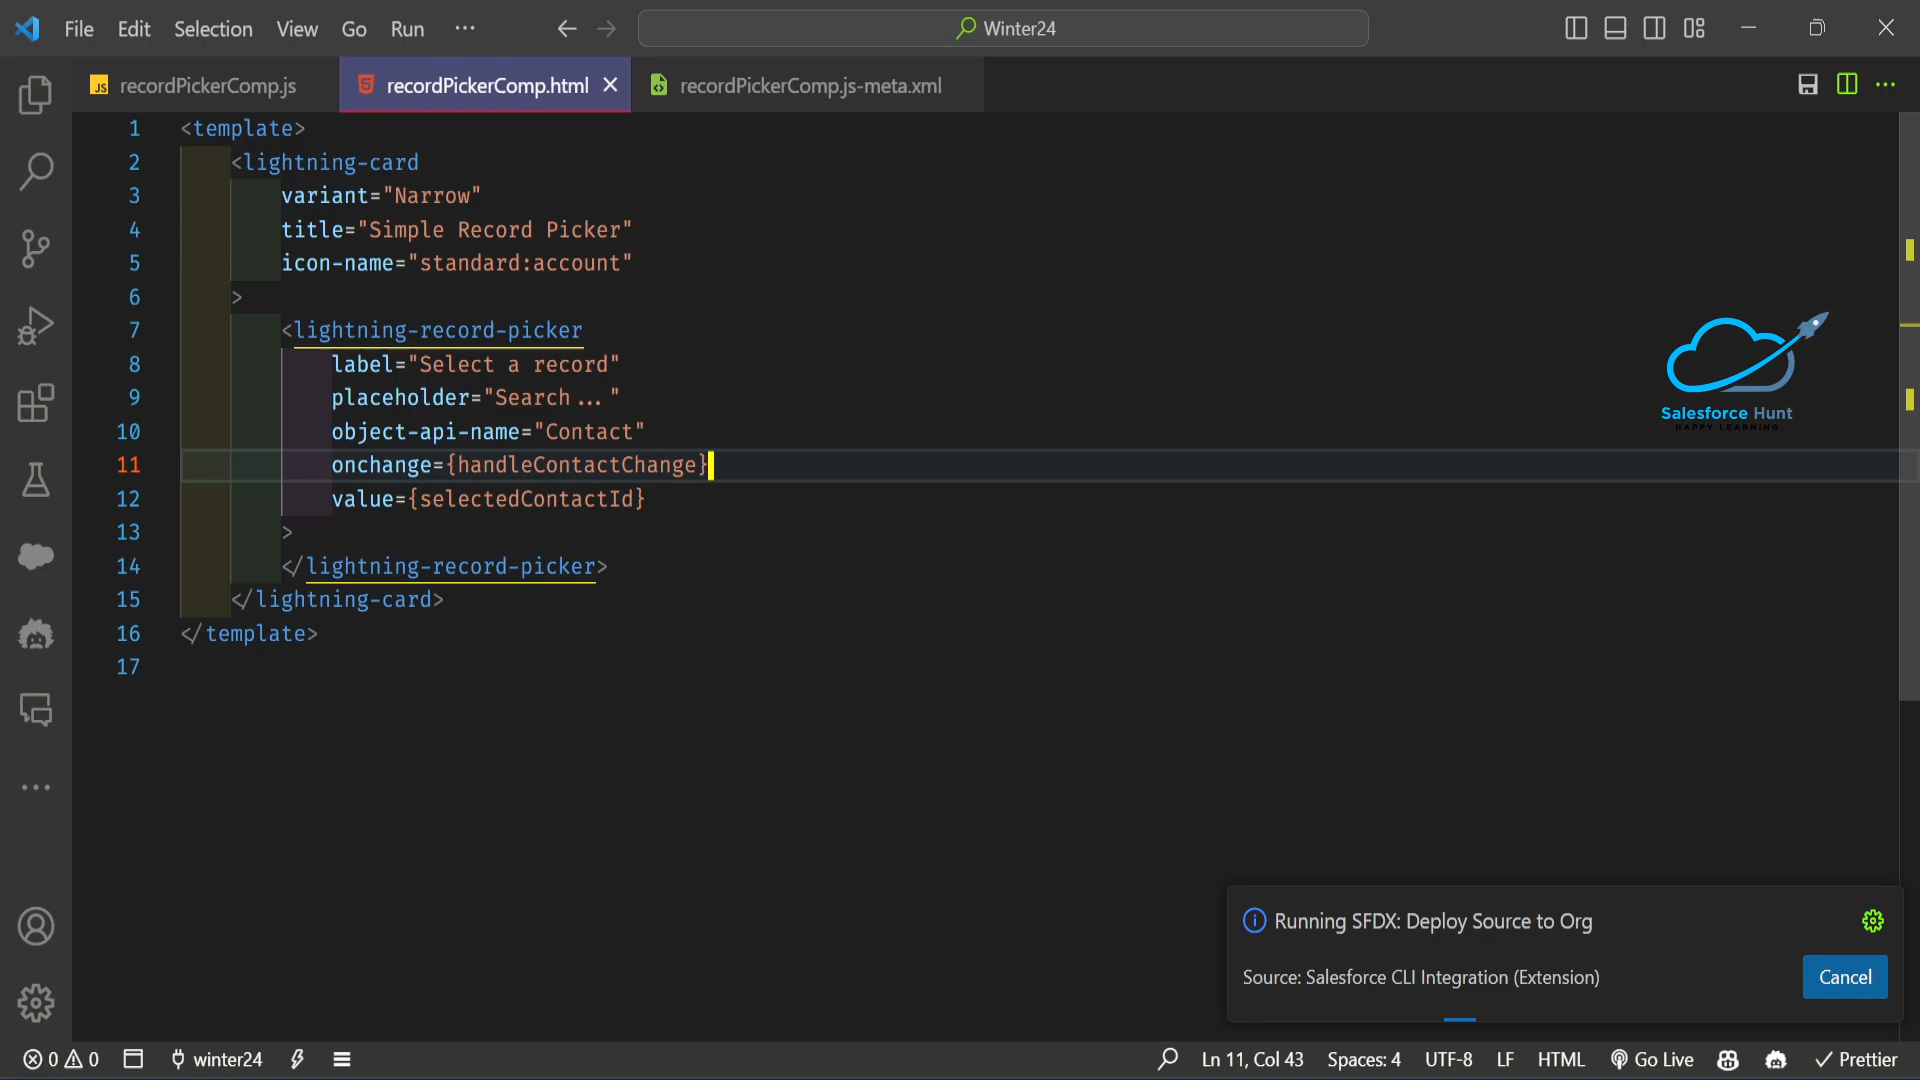 File Edit Selection View Go Run ···
Winter24
JS recordPickerComp.js
recordPickerComp.html
recordPickerComp.js-meta.xml
1 <template>
2 <lightning-card
3 variant="Narrow"
4 title="Simple Record Picker"
5 icon-name="standard:account"
6 >
7 <lightning-record-picker
8 label="Select a record"
9 placeholder="Search..."
10 object-api-name="Contact"
11 onchange={handleContactChange}
12 value={selectedContactId}
13 >
14 </lightning-record-picker>
15 </lightning-card>
16 </template>
17
Salesforce Hunt
HAPPY LEARNING
Running SFDX: Deploy Source to Org
Source: Salesforce CLI Integration (Extension)
Cancel
0 0 winter24
Ln 11, Col 43 Spaces: 4 UTF-8 LF HTML Go Live Prettier